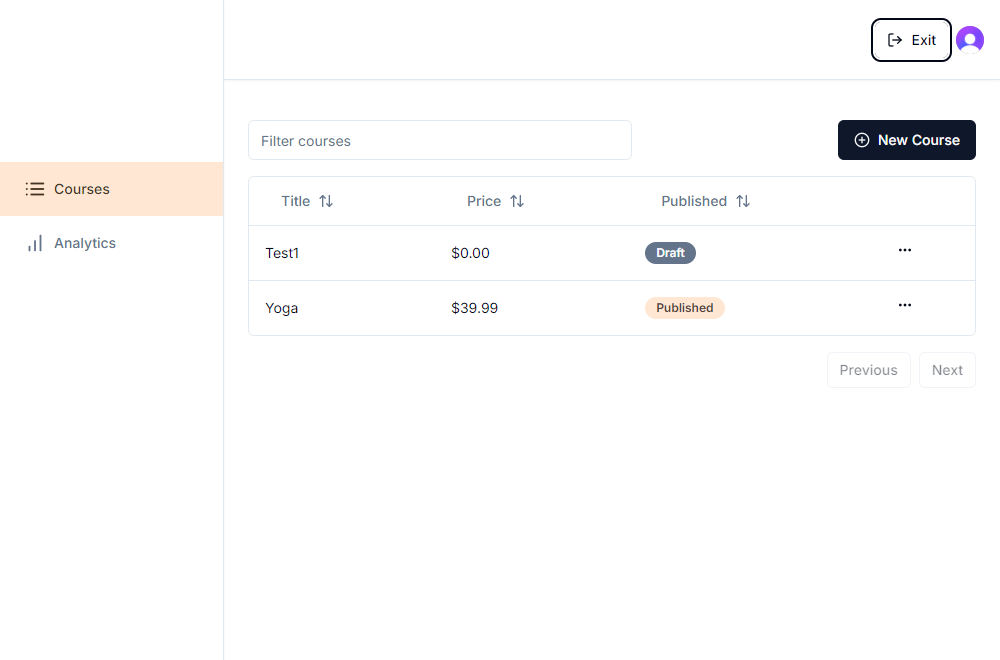 Exit
Courses
Analytics
Filter courses
New Course
Title Price Published
Test1 $0.00 Draft ...
Yoga $39.99 Published ...
Previous Next